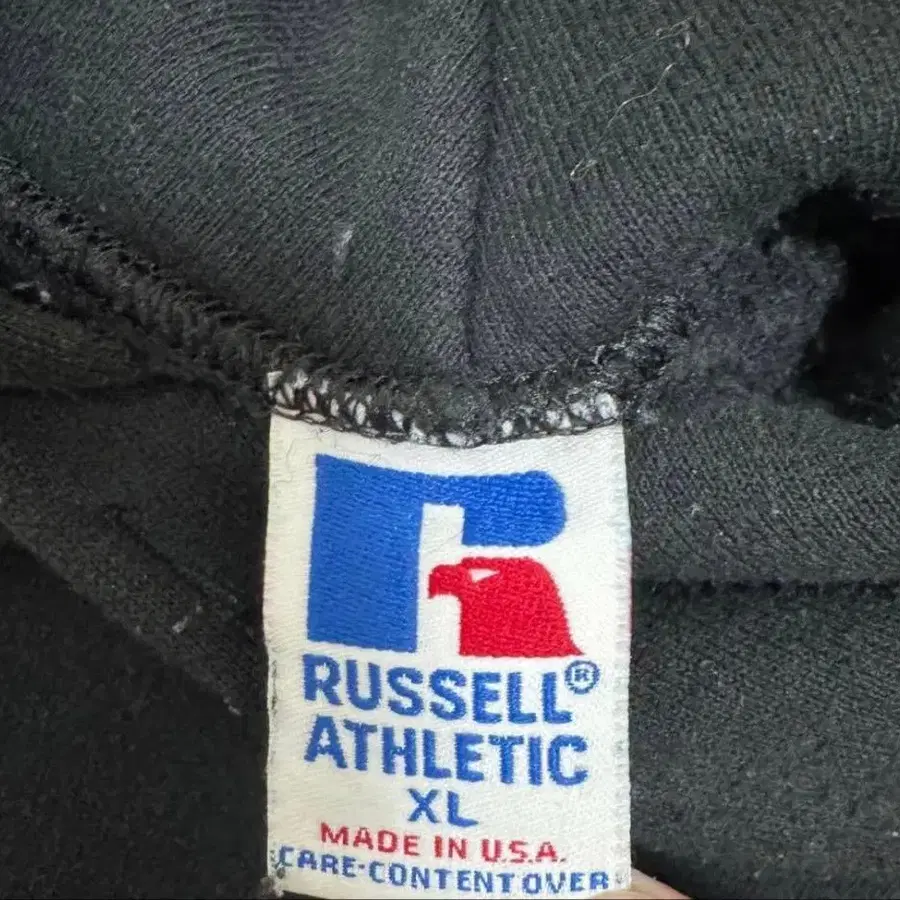 RUSSELL®
ATHLETIC
XL
MADE IN U.S.A.
CARE-CONTENT OVER